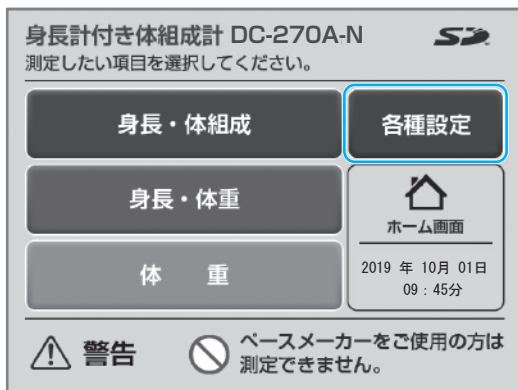 身長計付き体組成計 DC-270A-N
SD
測定したい項目を選択してください。
身長・体組成
各種設定
身長・体重
ホーム画面
体 重
2019 年 10月 01日
09 : 45分
警告
ペースメーカーをご使用の方は
測定できません。